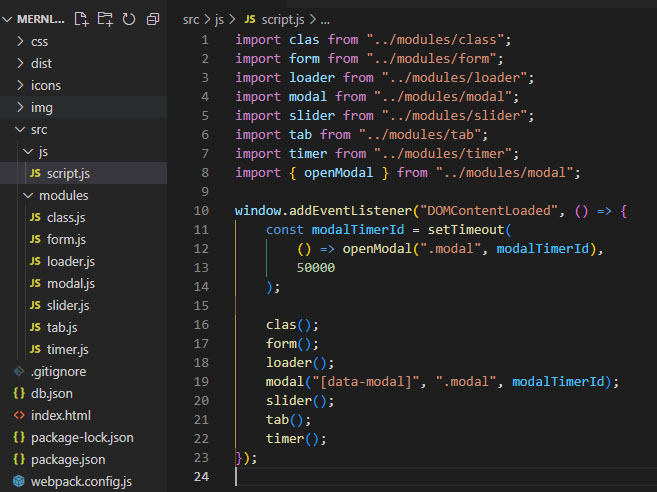 MERNL...
css
dist
icons
img
src
js
JS script.js
modules
JS class.js
JS form.js
JS loader.js
JS modal.js
JS slider.js
JS tab.js
JS timer.js
.gitignore
{} db.json
<> index.html
{} package-lock.json
{} package.json
webpack.config.js
src > js > JS script.js > ...
1 import clas from "../modules/class";
2 import form from "../modules/form";
3 import loader from "../modules/loader";
4 import modal from "../modules/modal";
5 import slider from "../modules/slider";
6 import tab from "../modules/tab";
7 import timer from "../modules/timer";
8 import { openModal } from "../modules/modal";
9
10 window.addEventListener("DOMContentLoaded", () => {
11 const modalTimerId = setTimeout(
12 () => openModal(".modal", modalTimerId),
13 50000
14 );
15
16 clas();
17 form();
18 loader();
19 modal("[data-modal]", ".modal", modalTimerId);
20 slider();
21 tab();
22 timer();
23 });
24